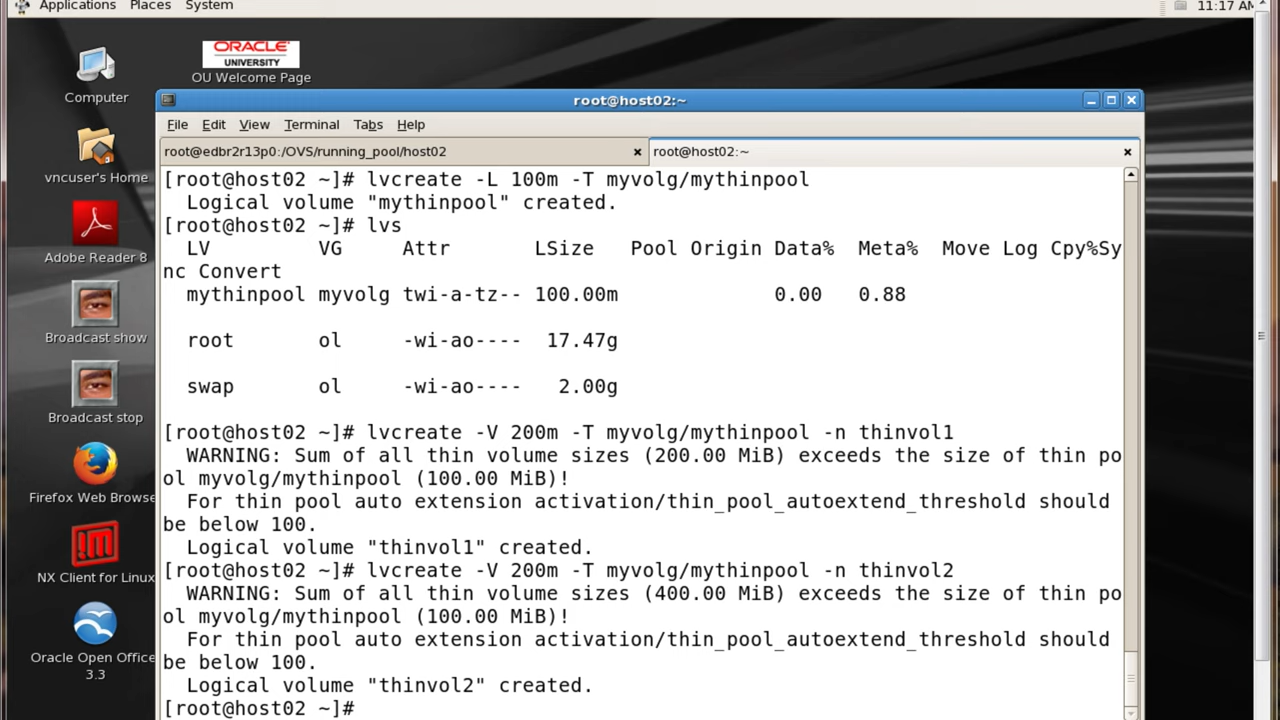 Applications Places System 11:17 AM
ORACLE
UNIVERSITY
OU Welcome Page
Computer
vncuser's Home
Adobe Reader 8
Broadcast show
Broadcast stop
Firefox Web Browse
NX Client for Linux
Oracle Open Office
3.3
root@host02:~
File Edit View Terminal Tabs Help
root@edbr2r13p0:/OVS/running_pool/host02 root@host02:~
[root@host02 ~]# lvcreate -L 100m -T myvolg/mythinpool
  Logical volume "mythinpool" created.
[root@host02 ~]# lvs
  LV         VG     Attr       LSize   Pool Origin Data%  Meta%  Move Log Cpy%Sy
nc Convert
  mythinpool myvolg twi-a-tz-- 100.00m             0.00   0.88
  root       ol     -wi-ao----  17.47g
  swap       ol     -wi-ao----   2.00g
[root@host02 ~]# lvcreate -V 200m -T myvolg/mythinpool -n thinvol1
  WARNING: Sum of all thin volume sizes (200.00 MiB) exceeds the size of thin po
ol myvolg/mythinpool (100.00 MiB)!
  For thin pool auto extension activation/thin_pool_autoextend_threshold should
be below 100.
  Logical volume "thinvol1" created.
[root@host02 ~]# lvcreate -V 200m -T myvolg/mythinpool -n thinvol2
  WARNING: Sum of all thin volume sizes (400.00 MiB) exceeds the size of thin po
ol myvolg/mythinpool (100.00 MiB)!
  For thin pool auto extension activation/thin_pool_autoextend_threshold should
be below 100.
  Logical volume "thinvol2" created.
[root@host02 ~]#